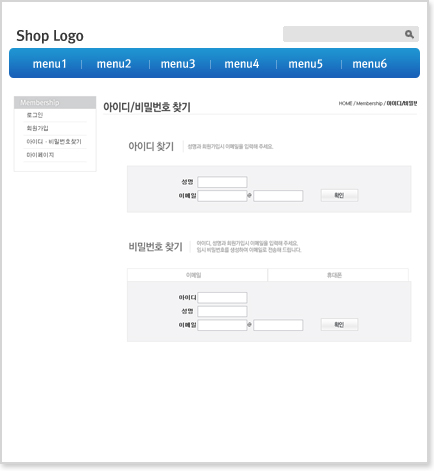 Shop Logo
menu1 menu2 menu3 menu4 menu5 menu6
Membership
로그인
회원가입
아이디 · 비밀번호찾기
마이페이지
아이디/비밀번호 찾기
HOME / Membership / 아이디/비밀번
아이디 찾기
성명과 회원가입시 이메일을 입력해 주세요.
성명
이메일 @ 확인
비밀번호 찾기
아이디, 성명과 회원가입시 이메일을 입력해 주세요.
임시 비밀번호를 생성하여 이메일로 전송해 드립니다.
이메일 휴대폰
아이디
성명
이메일 @ 확인